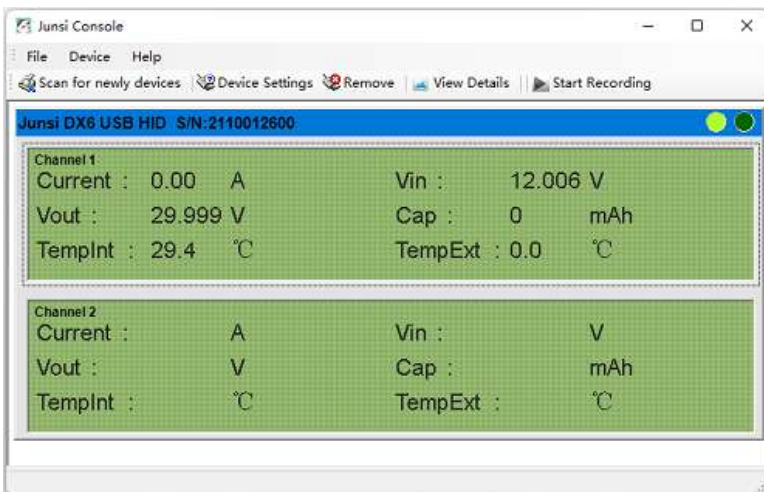 Junsi Console
File Device Help
Scan for newly devices Device Settings Remove View Details Start Recording
Junsi DX6 USB HID S/N:2110012600
Channel 1
Current : 0.00 A Vin : 12.006 V
Vout : 29.999 V Cap : 0 mAh
TempInt : 29.4 ℃ TempExt : 0.0 ℃
Channel 2
Current : A Vin : V
Vout : V Cap : mAh
TempInt : ℃ TempExt : ℃